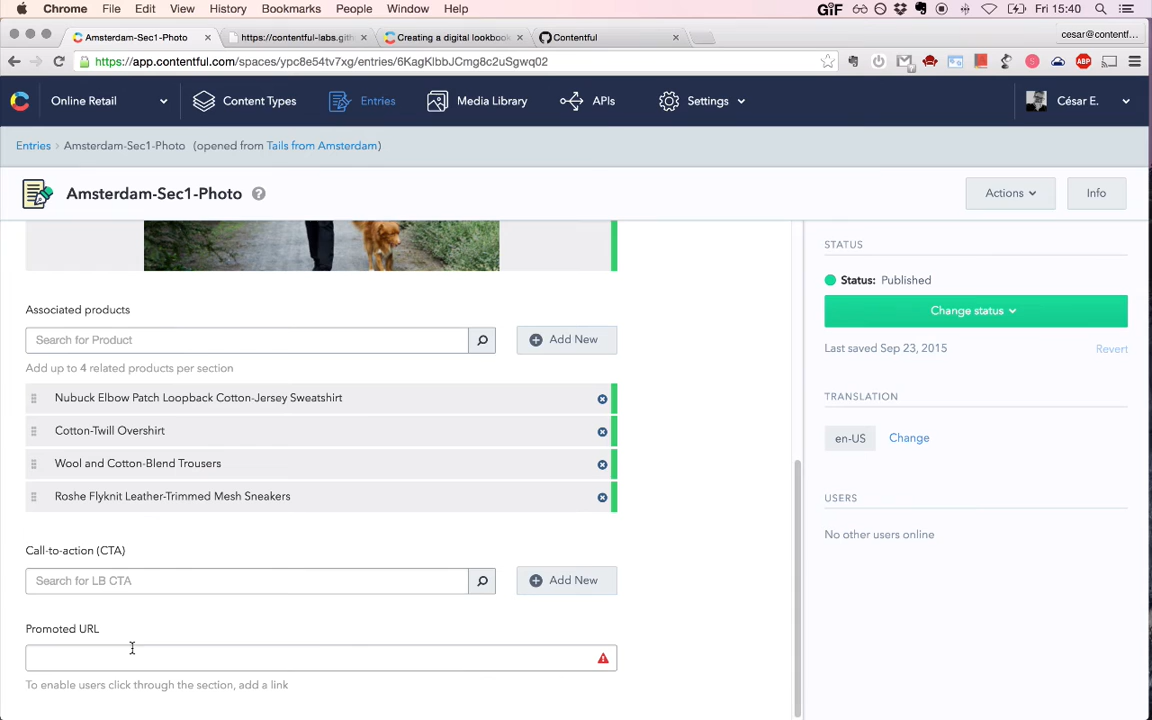 Chrome File Edit View History Bookmarks People Window Help GIF Fri 15:40
Amsterdam-Sec1-Photo × https://contentful-labs.gith × Creating a digital lookbook × Contentful × cesar@contentf...
https://app.contentful.com/spaces/ypc8e54tv7xg/entries/6KagKlbbJCmg8c2uSgwq02
Online Retail Content Types Entries Media Library APIs Settings César E.
Entries › Amsterdam-Sec1-Photo (opened from Tails from Amsterdam)
Amsterdam-Sec1-Photo ? Actions Info
STATUS
Status: Published
Change status
Last saved Sep 23, 2015 Revert
TRANSLATION
en-US Change
USERS
No other users online
Associated products
Search for Product Add New
Add up to 4 related products per section
Nubuck Elbow Patch Loopback Cotton-Jersey Sweatshirt
Cotton-Twill Overshirt
Wool and Cotton-Blend Trousers
Roshe Flyknit Leather-Trimmed Mesh Sneakers
Call-to-action (CTA)
Search for LB CTA Add New
Promoted URL
To enable users click through the section, add a link